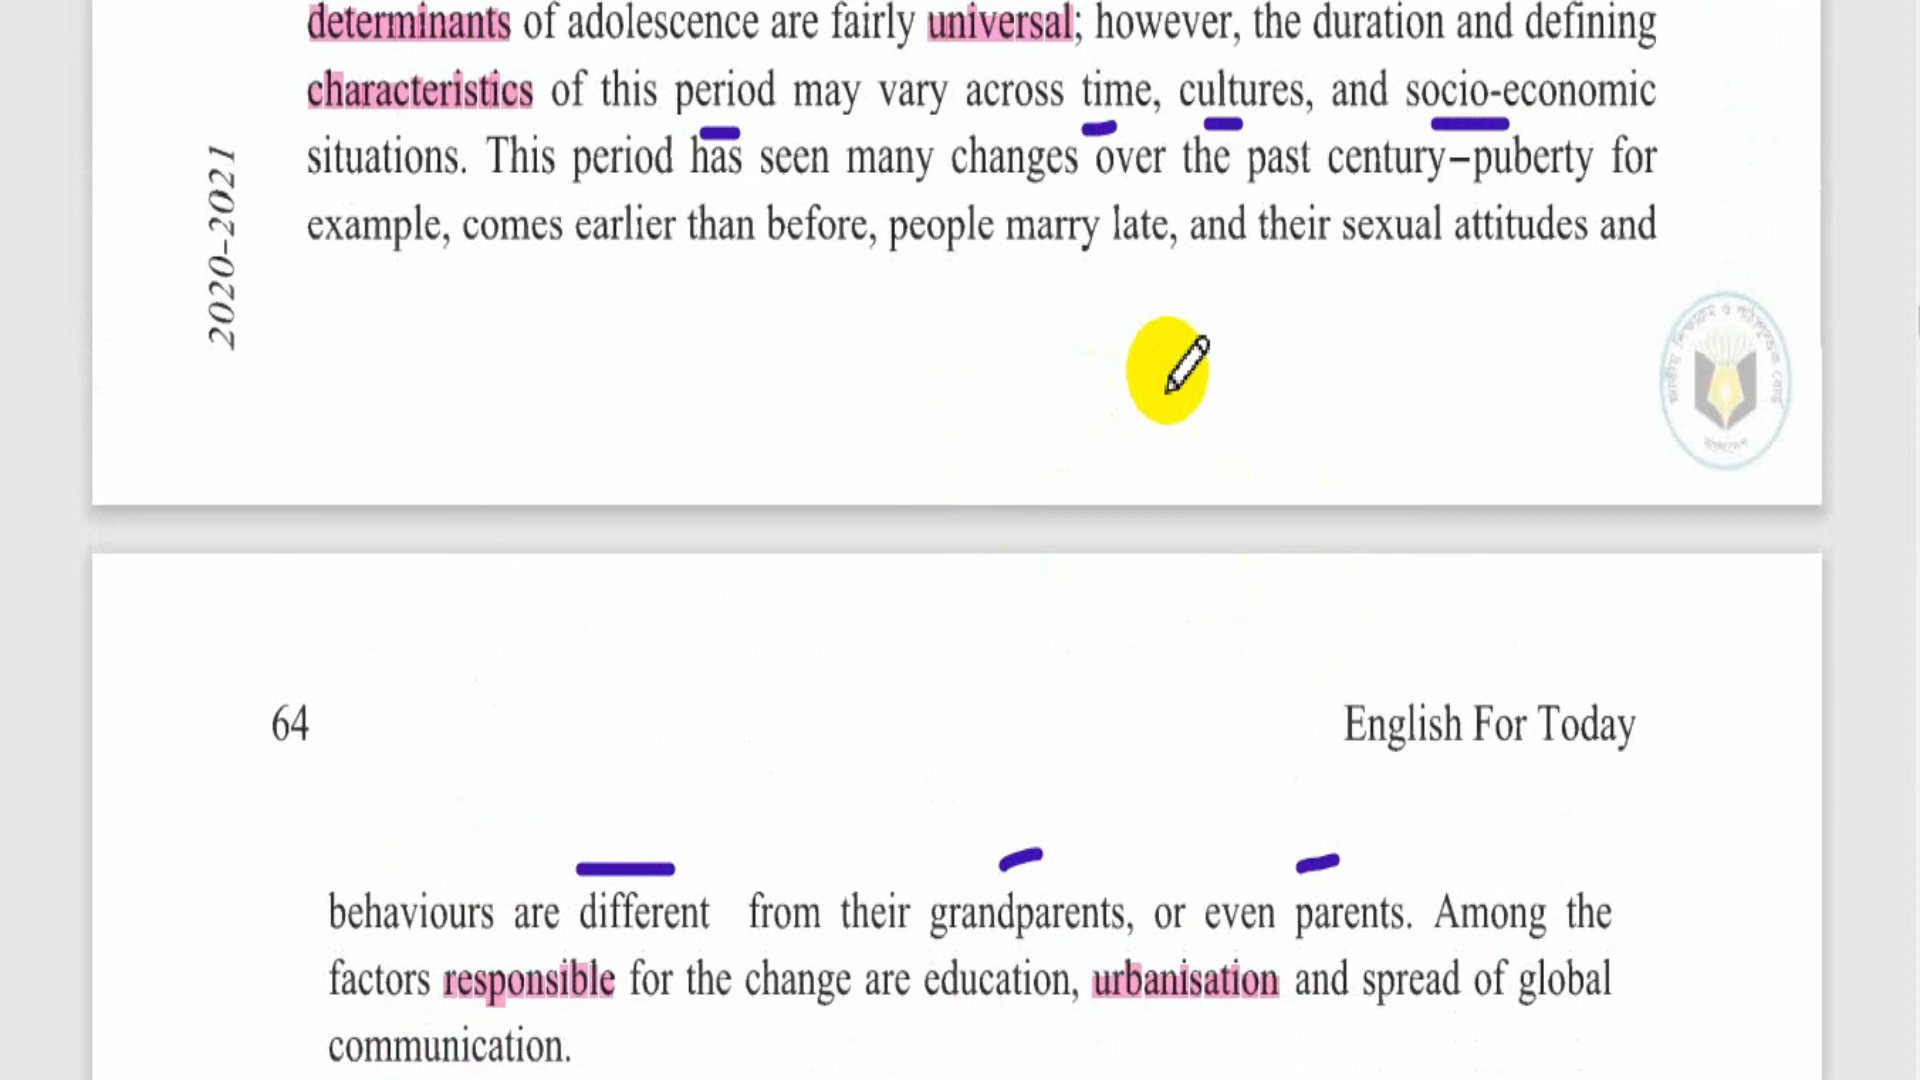 determinants of adolescence are fairly universal; however, the duration and defining
characteristics of this period may vary across time, cultures, and socio-economic
situations. This period has seen many changes over the past century–puberty for
example, comes earlier than before, people marry late, and their sexual attitudes and
2020-2021
64
English For Today
behaviours are different from their grandparents, or even parents. Among the
factors responsible for the change are education, urbanisation and spread of global
communication.